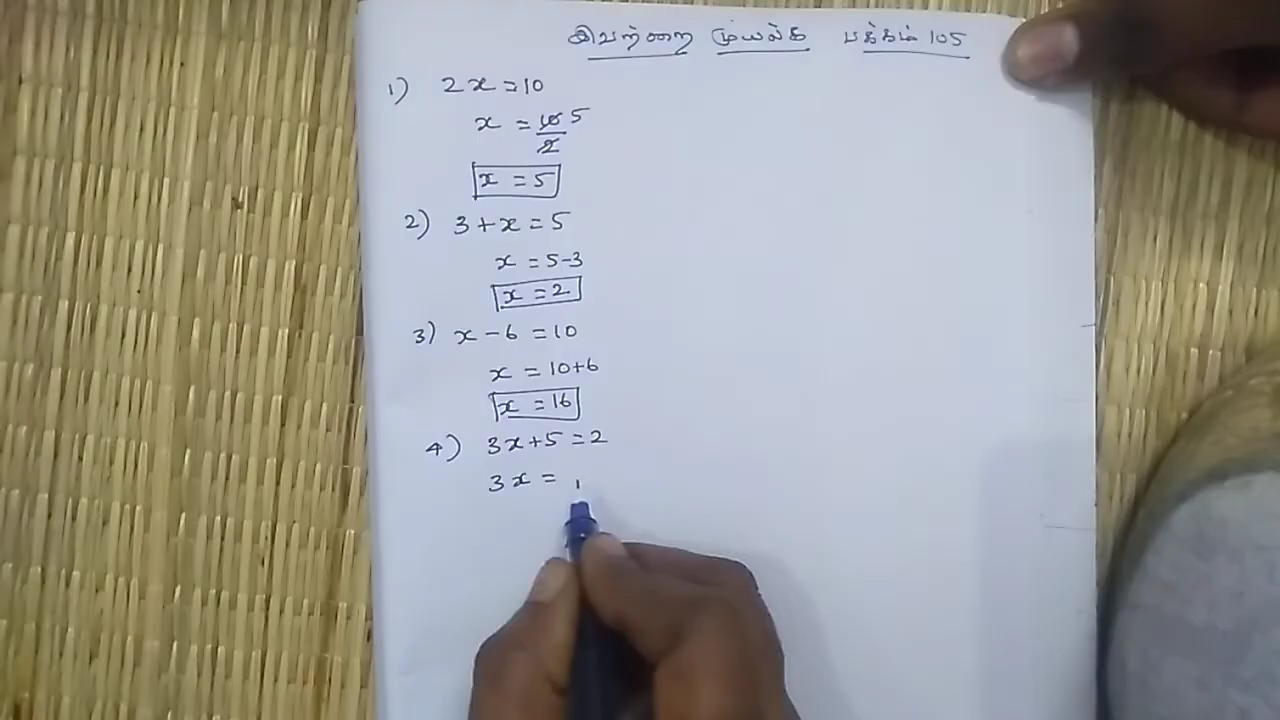 இவற்றை முயல்க பக்கம் 105
1) 2x = 10
x = 10/2 5
x = 5
2) 3 + x = 5
x = 5-3
x = 2
3) x - 6 = 10
x = 10+6
x = 16
4) 3x + 5 = 2
3x =